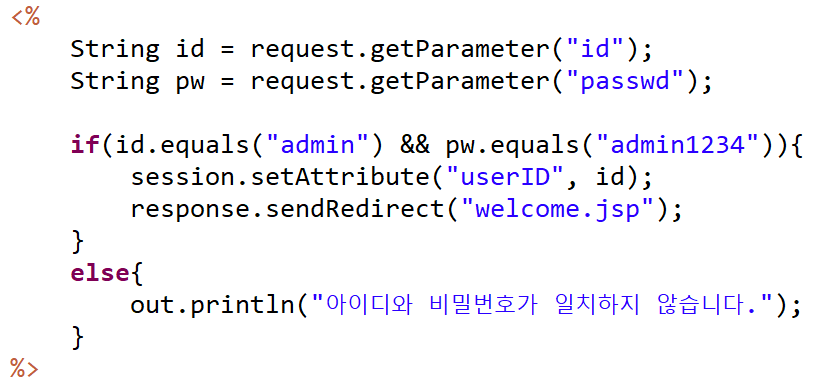 <%
String id = request.getParameter("id");
String pw = request.getParameter("passwd");
if(id.equals("admin") && pw.equals("admin1234")){
session.setAttribute("userID", id);
response.sendRedirect("welcome.jsp");
}
else{
out.println("아이디와 비밀번호가 일치하지 않습니다.");
}
%>